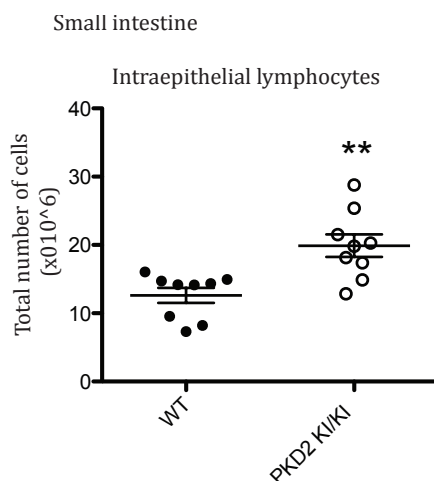 Small intestine
Intraepithelial lymphocytes
Total number of cells
(x010^6)
40
30
20
10
0
**
WT
PKD2 KI/KI